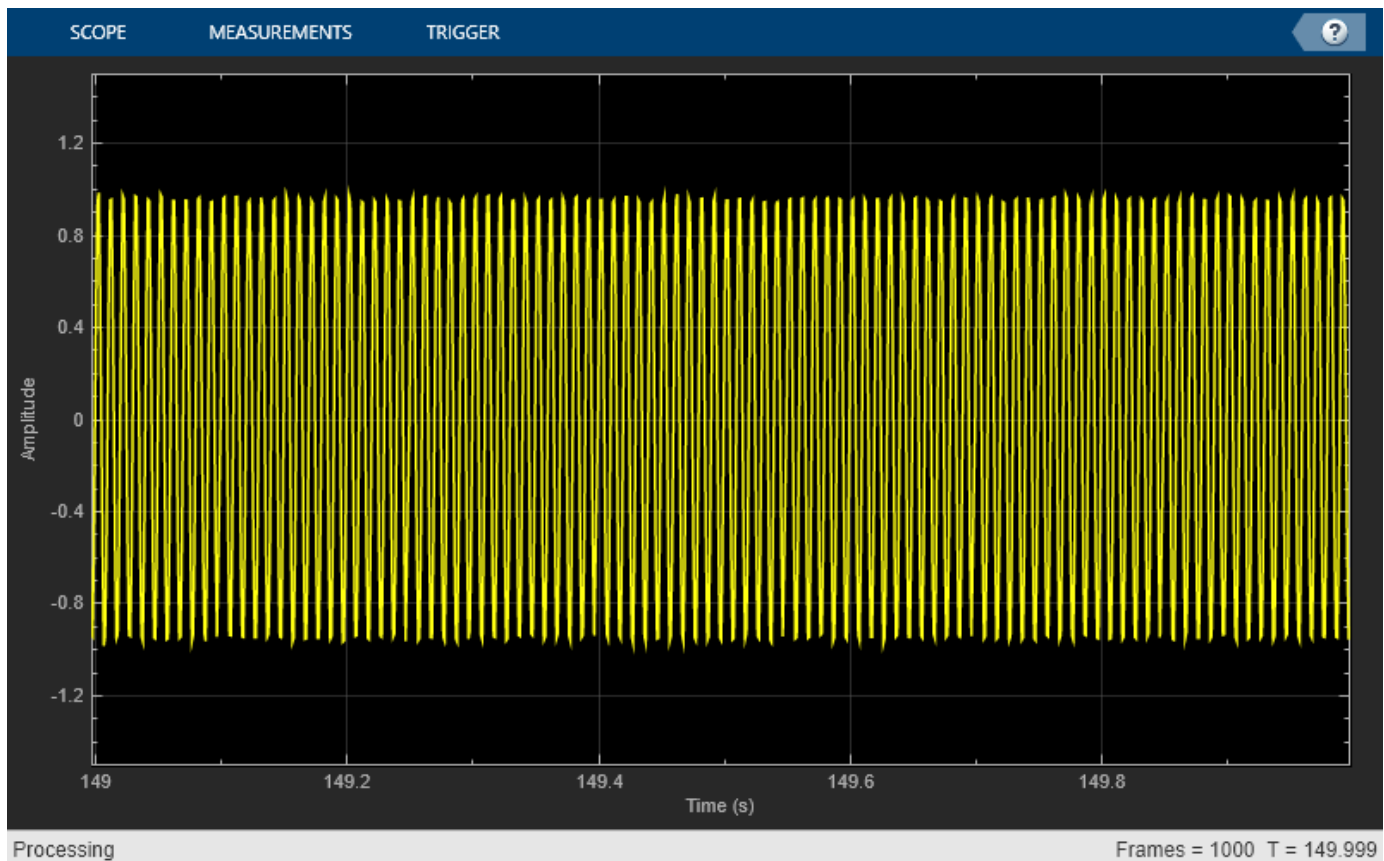 SCOPE MEASUREMENTS TRIGGER ?
1.2
0.8
0.4
0
-0.4
-0.8
-1.2
Amplitude
149 149.2 149.4 149.6 149.8
Time (s)
Processing Frames = 1000 T = 149.999